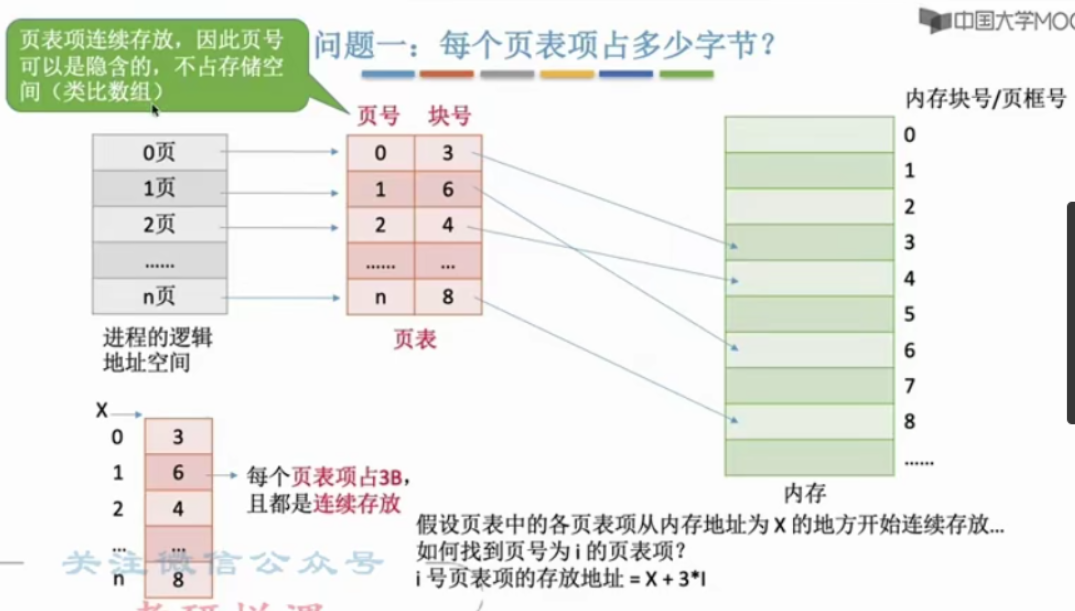 中国大学MOO
页表项连续存放，因此页号
可以是隐含的，不占存储空
间（类比数组）
问题一：每个页表项占多少字节？
内存块号/页框号
页号 块号
0页
1页
2页
......
n页
进程的逻辑
地址空间
0 3
1 6
2 4
...... ...
n 8
页表
0
1
2
3
4
5
6
7
8
......
内存
X
0 3
1 6
2 4
... ...
n 8
每个页表项占3B，
且都是连续存放
假设页表中的各页表项从内存地址为 X 的地方开始连续存放...
如何找到页号为 i 的页表项？
i 号页表项的存放地址 = X + 3*I
关注微信公众号